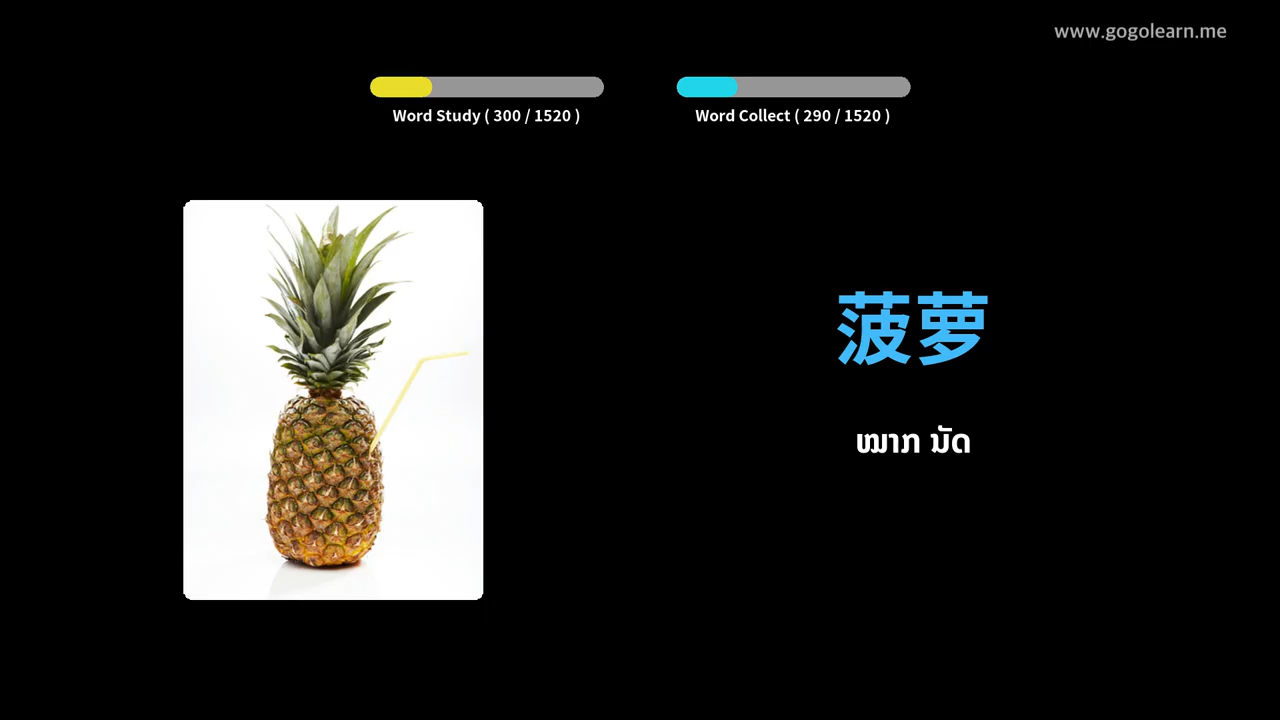 www.gogolearn.me
Word Study ( 300 / 1520 )
Word Collect ( 290 / 1520 )
菠萝
ໝາກ ນັດ